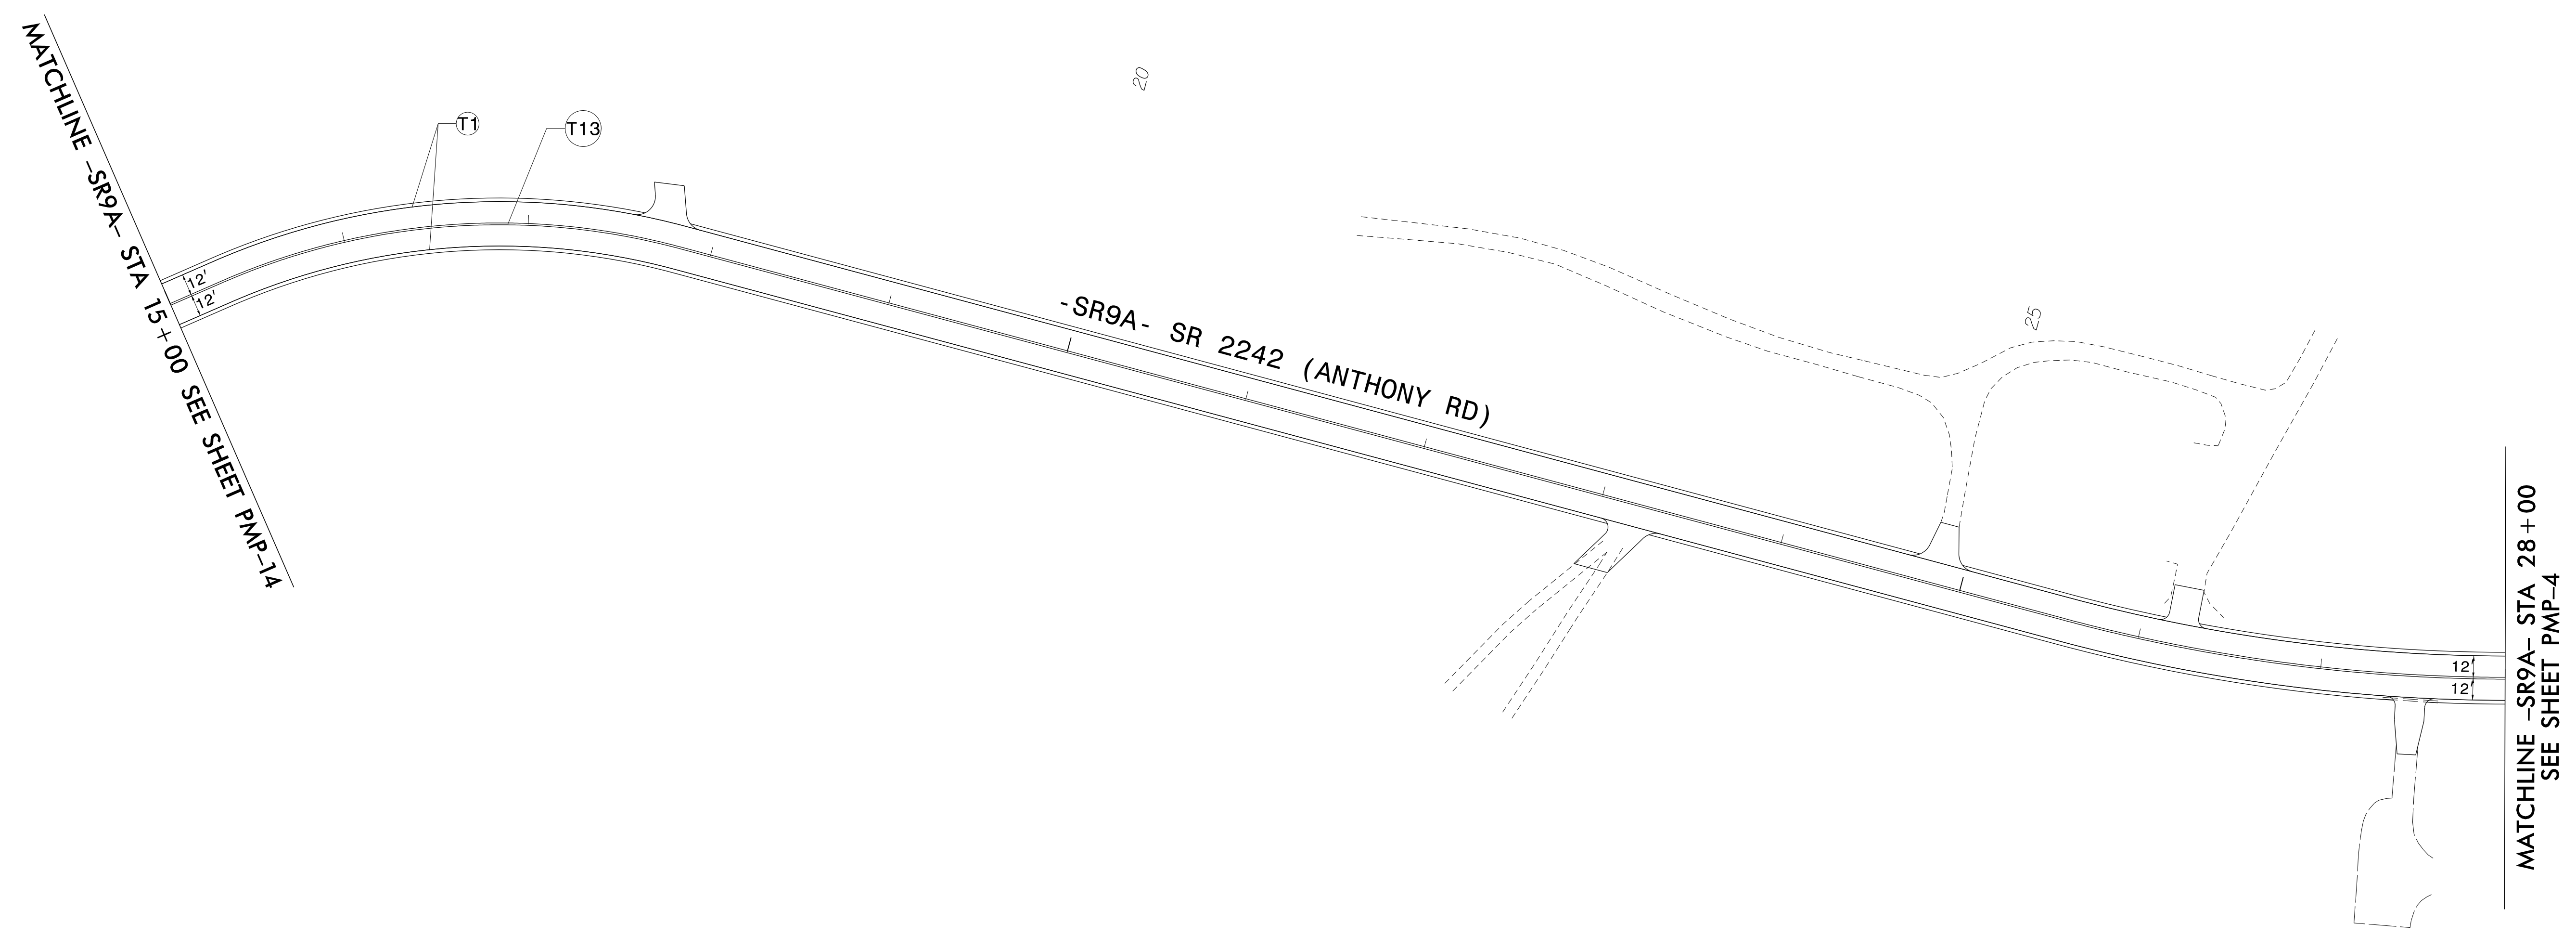 MATCHLINE -SR9A- STA 15+00 SEE SHEET PMP-14
T1
T13
20
12'
12'
-SR9A- SR 2242 (ANTHONY RD)
25
12'
12'
MATCHLINE -SR9A- STA 28+00
SEE SHEET PMP-4